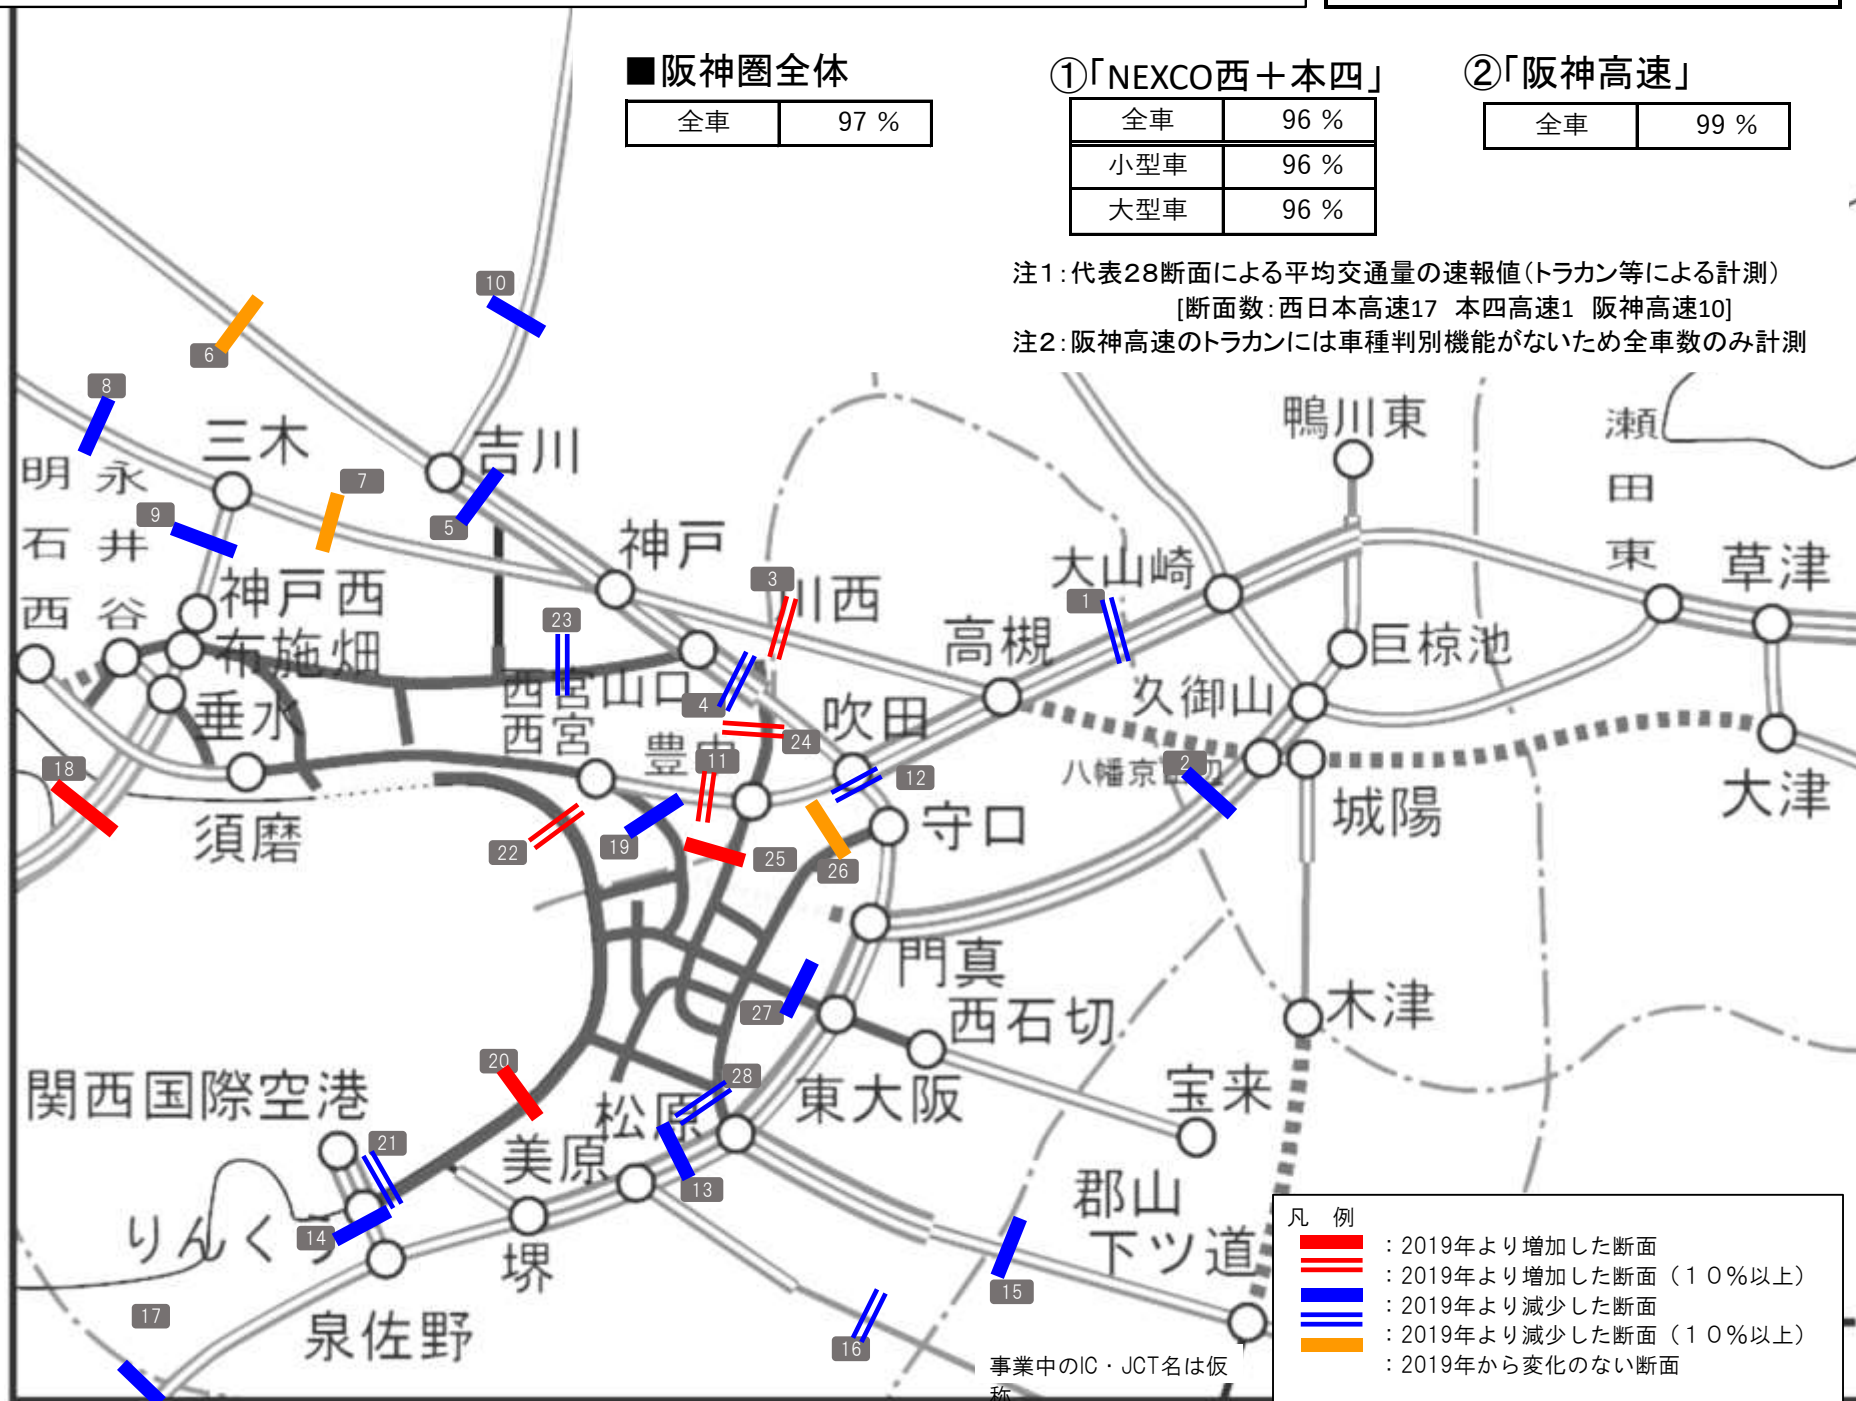 ■阪神圏全体
全車 97 %
①「NEXCO西＋本四」
全車 96 %
小型車 96 %
大型車 96 %
②「阪神高速」
全車 99 %
注1：代表28断面による平均交通量の速報値（トラカン等による計測）
[断面数：西日本高速17 本四高速1 阪神高速10]
注2：阪神高速のトラカンには車種判別機能がないため全車数のみ計測
10
6
8
三木
吉川
7
5
9
明石西
永井谷
神戸西
布施畑
神戸
3
川西
大山崎
1
鴨川東
瀬田東
草津
23
高槻
巨椋池
久御山
西宮山口
西宮
4
吹田
24
垂水
豊中
11
12
八幡京田辺
2
城陽
大津
18
須磨
22
19
25
26
守口
門真
27
西石切
木津
関西国際空港
20
28
松原
東大阪
宝来
21
美原
13
郡山
下ツ道
りんくう
14
堺
15
17
泉佐野
16
事業中のIC・JCT名は仮
称
凡 例
：2019年より増加した断面
：2019年より増加した断面（１０％以上）
：2019年より減少した断面
：2019年より減少した断面（１０％以上）
：2019年から変化のない断面